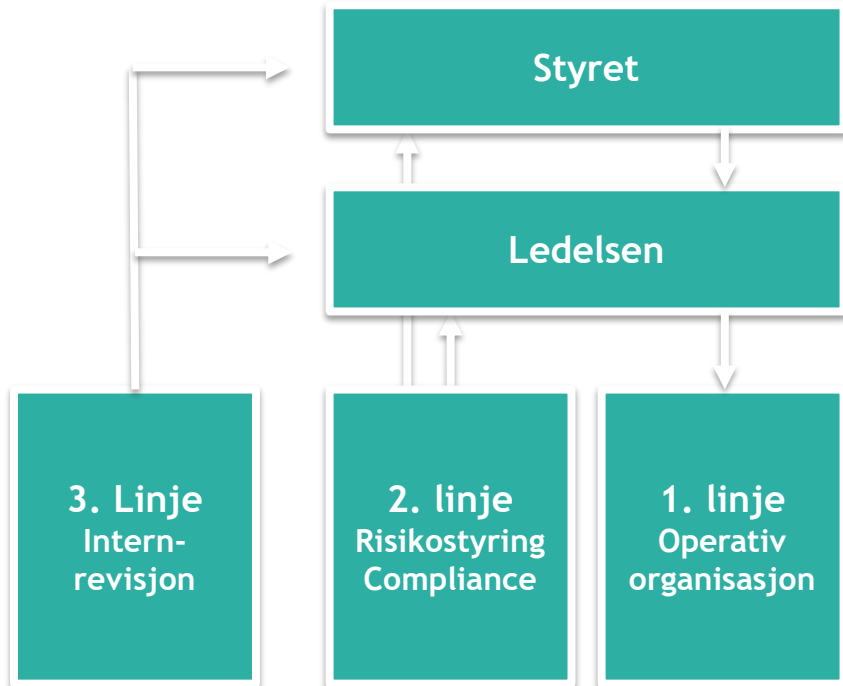 Styret
Ledelsen
3. Linje
Intern-
revisjon
2. linje
Risikostyring
Compliance
1. linje
Operativ
organisasjon